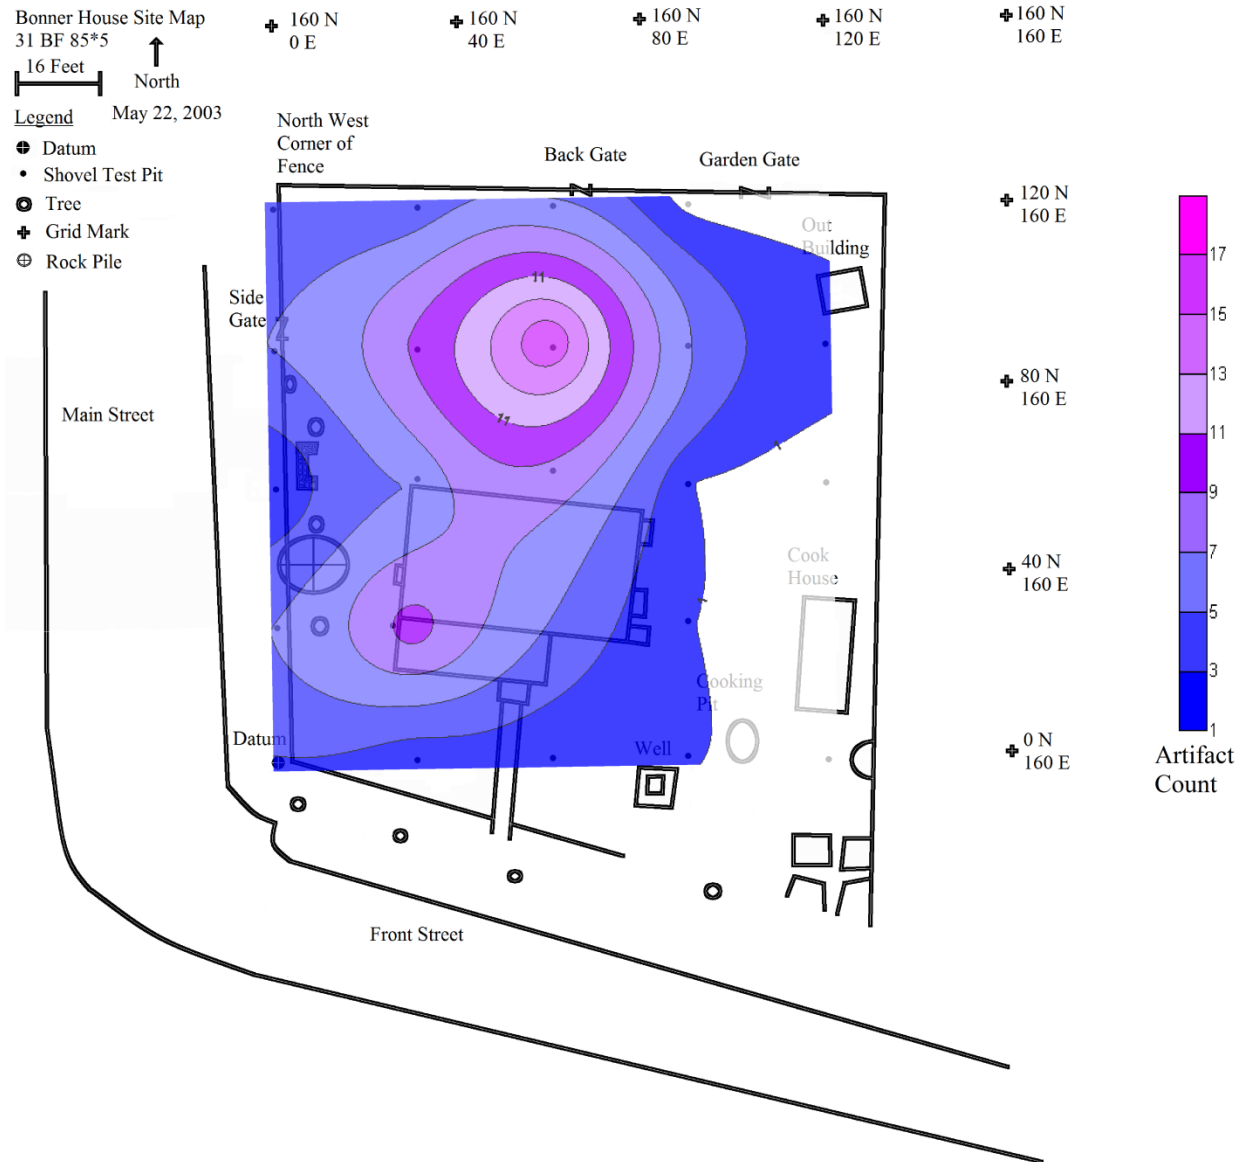 Bonner House Site Map
31 BF 85*5
16 Feet
North
May 22, 2003
Legend
Datum
Shovel Test Pit
Tree
Grid Mark
Rock Pile
160 N
0 E
160 N
40 E
160 N
80 E
160 N
120 E
160 N
160 E
North West
Corner of
Fence
Back Gate
Garden Gate
120 N
160 E
Out
Building
Side
Gate
11
11
Main Street
80 N
160 E
1
Cook
House
40 N
160 E
1
Cooking
Pit
Datum
Well
0 N
160 E
Front Street
17
15
13
11
9
7
5
3
1
Artifact
Count